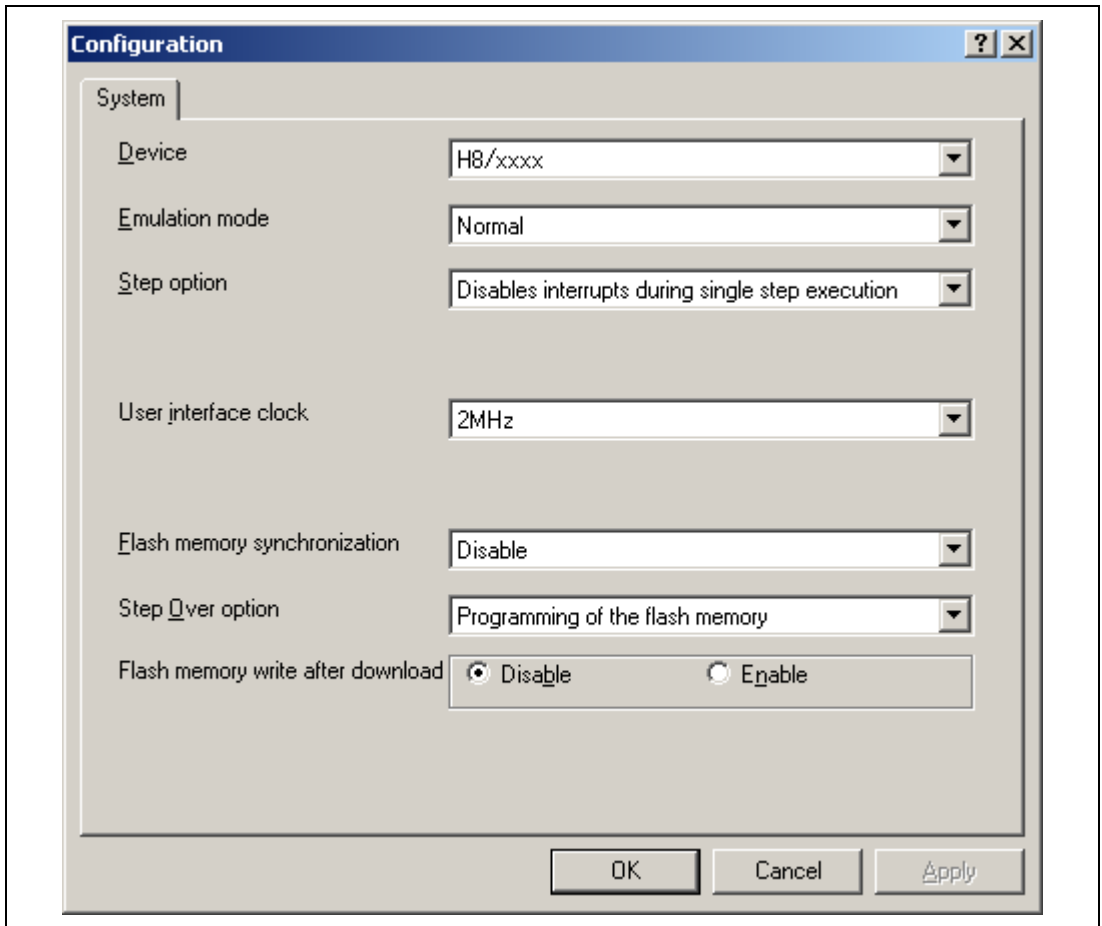 Configuration
System
Device H8/xxxx
Emulation mode Normal
Step option Disables interrupts during single step execution
User interface clock 2MHz
Flash memory synchronization Disable
Step Over option Programming of the flash memory
Flash memory write after download Disable Enable
OK Cancel Apply